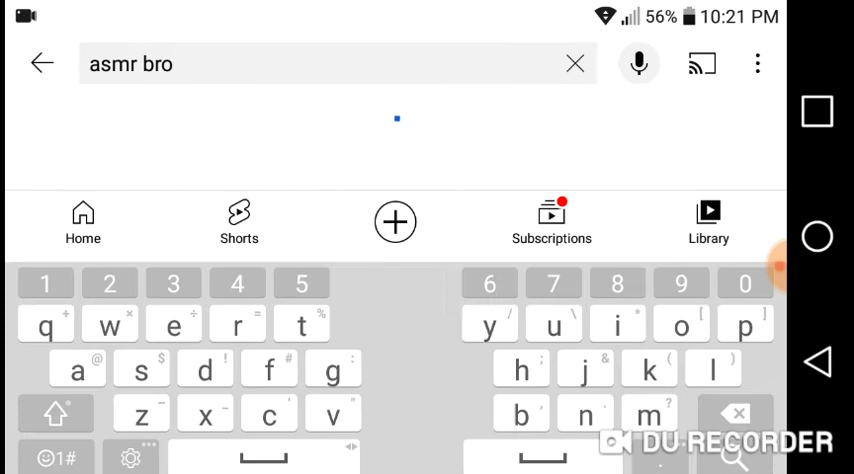 56% 10:21 PM
asmr bro
Home Shorts Subscriptions Library
1 2 3 4 5 6 7 8 9 0
q + w × e ÷ r = t % y / u \ i * o [ p ]
a @ s $ d ! f # g : h ; j & k ( l )
z - x _ c ' v " b , n . m ?
☺1# DU RECORDER